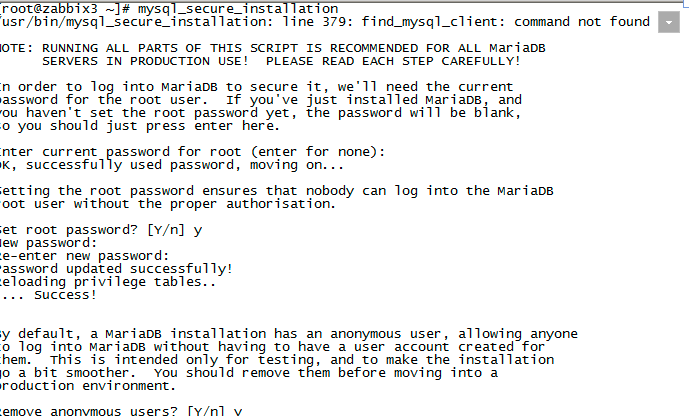 [root@zabbix3 ~]# mysql_secure_installation
/usr/bin/mysql_secure_installation: line 379: find_mysql_client: command not found
NOTE: RUNNING ALL PARTS OF THIS SCRIPT IS RECOMMENDED FOR ALL MariaDB
SERVERS IN PRODUCTION USE!  PLEASE READ EACH STEP CAREFULLY!
In order to log into MariaDB to secure it, we'll need the current
password for the root user.  If you've just installed MariaDB, and
you haven't set the root password yet, the password will be blank,
so you should just press enter here.
Enter current password for root (enter for none):
OK, successfully used password, moving on...
Setting the root password ensures that nobody can log into the MariaDB
root user without the proper authorisation.
Set root password? [Y/n] y
New password:
Re-enter new password:
Password updated successfully!
Reloading privilege tables..
... Success!
By default, a MariaDB installation has an anonymous user, allowing anyone
to log into MariaDB without having to have a user account created for
them.  This is intended only for testing, and to make the installation
go a bit smoother.  You should remove them before moving into a
production environment.
Remove anonymous users? [Y/n] y